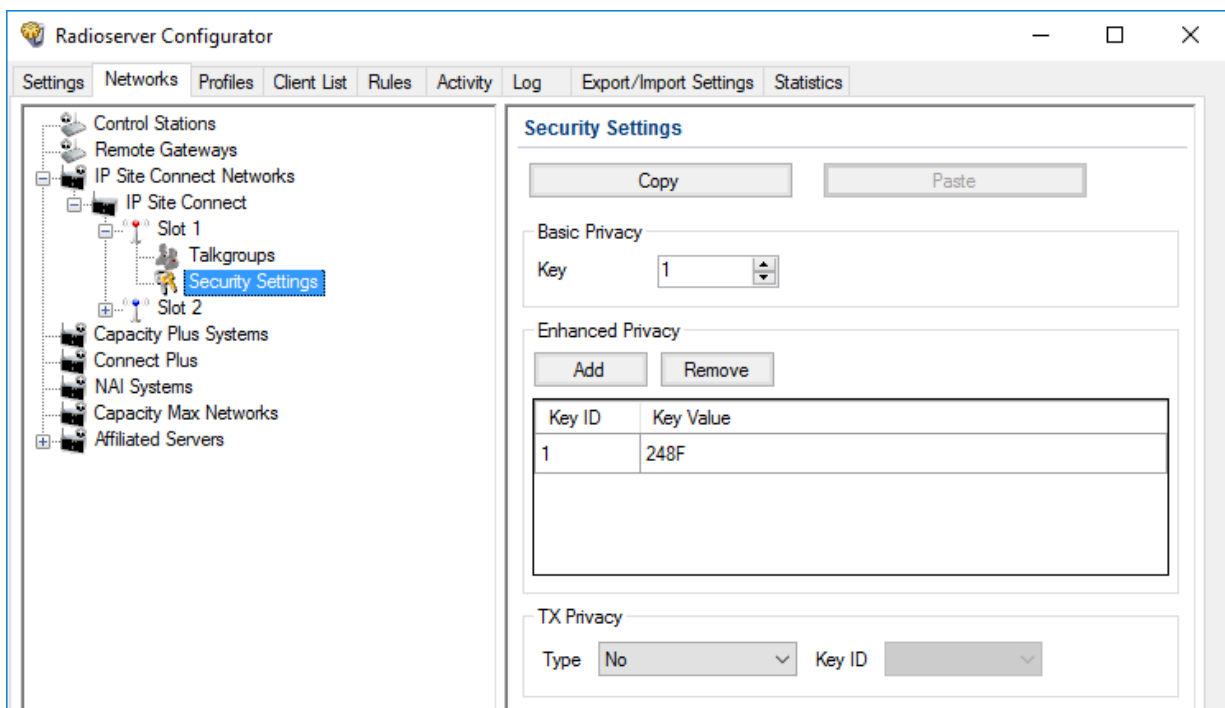 Radioserver Configurator
Settings Networks Profiles Client List Rules Activity Log Export/Import Settings Statistics
Control Stations
Remote Gateways
IP Site Connect Networks
IP Site Connect
Slot 1
Talkgroups
Security Settings
Slot 2
Capacity Plus Systems
Connect Plus
NAI Systems
Capacity Max Networks
Affiliated Servers
Security Settings
Copy Paste
Basic Privacy
Key 1
Enhanced Privacy
Add Remove
Key ID Key Value
1 248F
TX Privacy
Type No Key ID